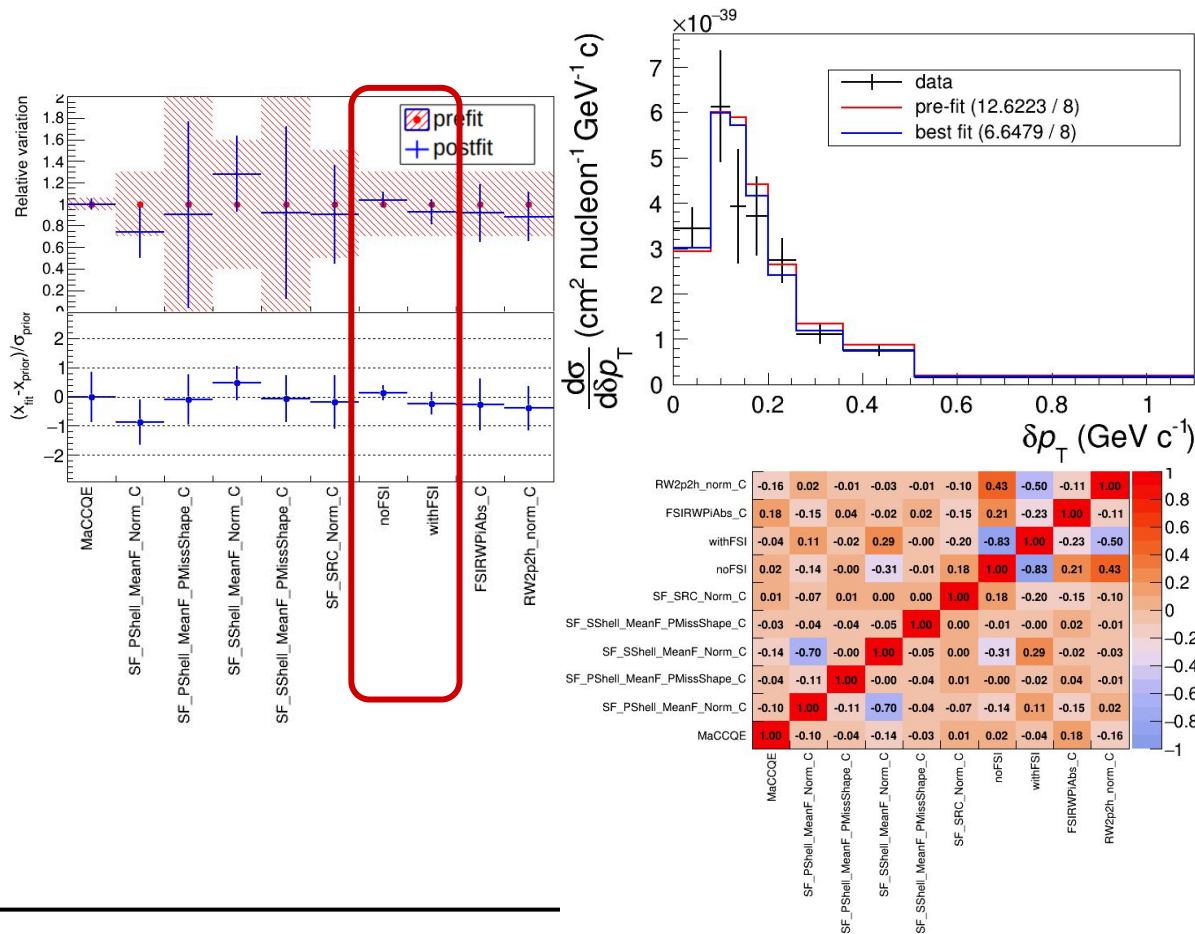 Relative variation
2
1.8
1.6
1.4
1.2
1
0.8
0.6
0.4
0.2
0
prefit
postfit
(x_fit-x_prior)/σ_prior
2
1
0
−1
−2
MaCCQE
SF_PShell_MeanF_Norm_C
SF_PShell_MeanF_PMissShape_C
SF_SShell_MeanF_Norm_C
SF_SShell_MeanF_PMissShape_C
SF_SRC_Norm_C
noFSI
withFSI
FSIRWPiAbs_C
RW2p2h_norm_C
×10⁻³⁹
dσ/dδp_T (cm² nucleon⁻¹ GeV⁻¹ c)
7
6
5
4
3
2
1
0
data
pre-fit (12.6223 / 8)
best fit (6.6479 / 8)
0 0.2 0.4 0.6 0.8 1
δp_T (GeV c⁻¹)
RW2p2h_norm_C -0.16 0.02 -0.01 -0.03 -0.01 -0.10 0.43 -0.50 -0.11 1.00
FSIRWPiAbs_C 0.18 -0.15 0.04 -0.02 0.02 -0.15 0.21 -0.23 1.00 -0.11
withFSI -0.04 0.11 -0.02 0.29 -0.00 -0.20 -0.83 1.00 -0.23 -0.50
noFSI 0.02 -0.14 -0.00 -0.31 -0.01 0.18 1.00 -0.83 0.21 0.43
SF_SRC_Norm_C 0.01 -0.07 0.01 0.00 0.00 1.00 0.18 -0.20 -0.15 -0.10
SF_SShell_MeanF_PMissShape_C -0.03 -0.04 -0.04 -0.05 1.00 0.00 -0.01 -0.00 0.02 -0.01
SF_SShell_MeanF_Norm_C -0.14 -0.70 -0.00 1.00 -0.05 0.00 -0.31 0.29 -0.02 -0.03
SF_PShell_MeanF_PMissShape_C -0.04 -0.11 1.00 -0.00 -0.04 0.01 -0.00 -0.02 0.04 -0.01
SF_PShell_MeanF_Norm_C -0.10 1.00 -0.11 -0.70 -0.04 -0.07 -0.14 0.11 -0.15 0.02
MaCCQE 1.00 -0.10 -0.04 -0.14 -0.03 0.01 0.02 -0.04 0.18 -0.16
1
0.8
0.6
0.4
0.2
0
−0.2
−0.4
−0.6
−0.8
−1
MaCCQE
SF_PShell_MeanF_Norm_C
SF_PShell_MeanF_PMissShape_C
SF_SShell_MeanF_Norm_C
SF_SShell_MeanF_PMissShape_C
SF_SRC_Norm_C
noFSI
withFSI
FSIRWPiAbs_C
RW2p2h_norm_C